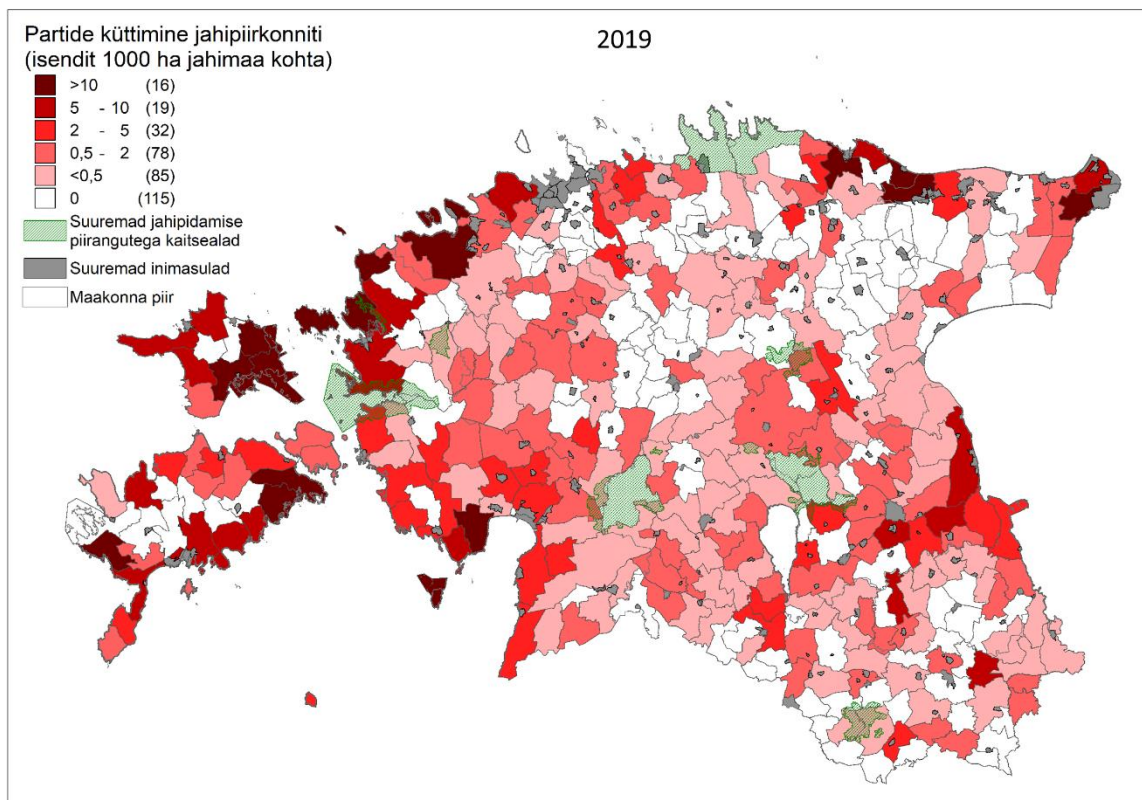 2019
Partide küttimine jahipiirkonniti
(isendit 1000 ha jahimaa kohta)
>10 (16)
5 - 10 (19)
2 - 5 (32)
0,5 - 2 (78)
<0,5 (85)
0 (115)
Suuremad jahipidamise
piirangutega kaitsealad
Suuremad inimasulad
Maakonna piir